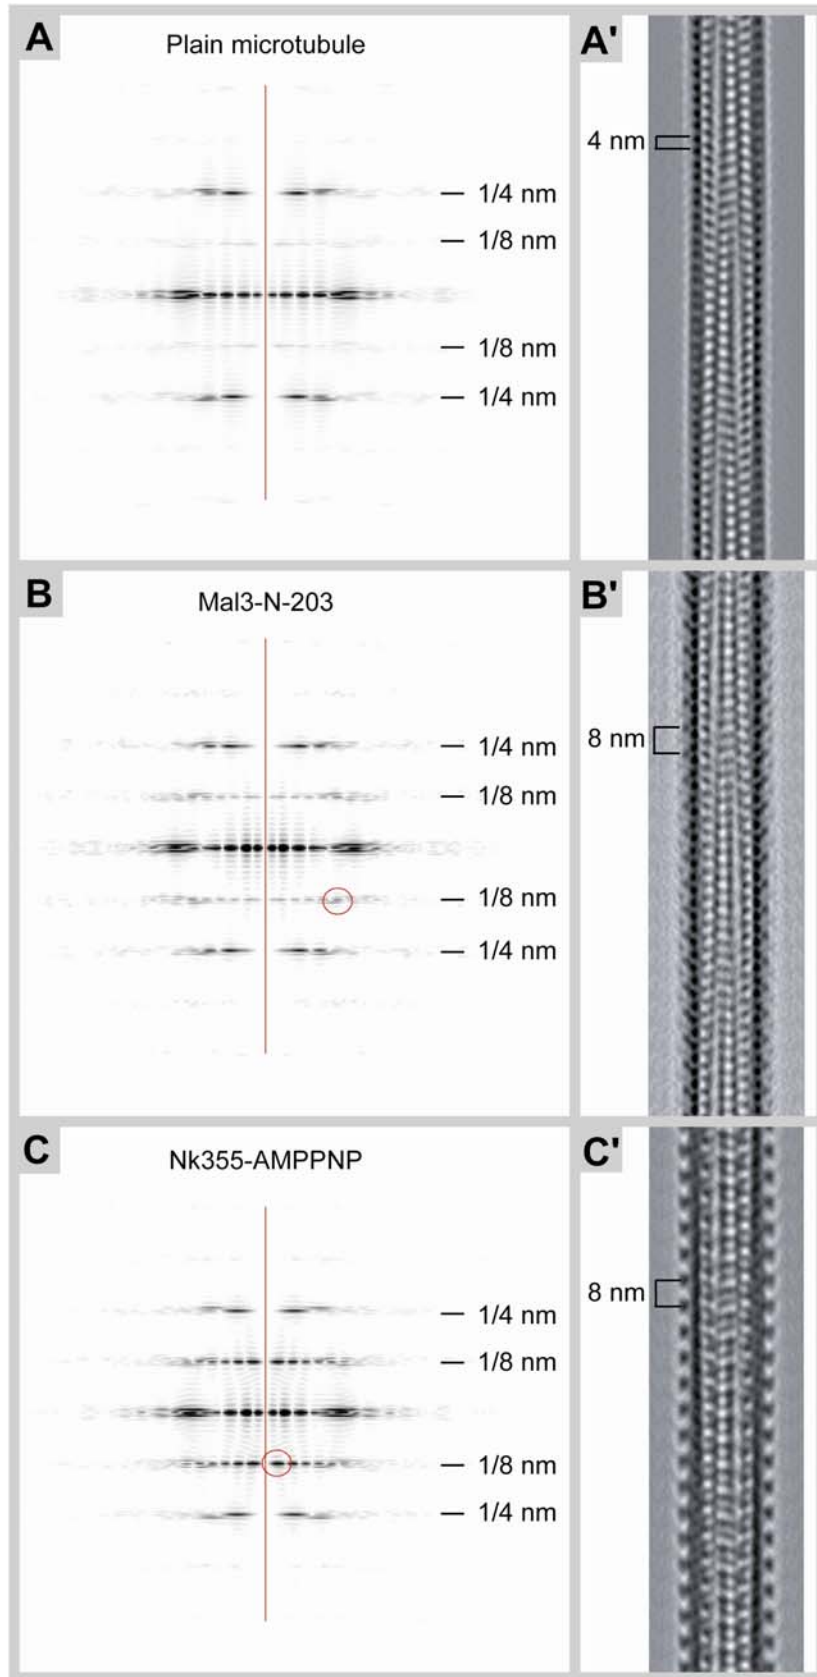 A
Plain microtubule
1/4 nm
1/8 nm
1/8 nm
1/4 nm
A'
4 nm
B
Mal3-N-203
1/4 nm
1/8 nm
1/8 nm
1/4 nm
B'
8 nm
C
Nk355-AMPPNP
1/4 nm
1/8 nm
1/8 nm
1/4 nm
C'
8 nm